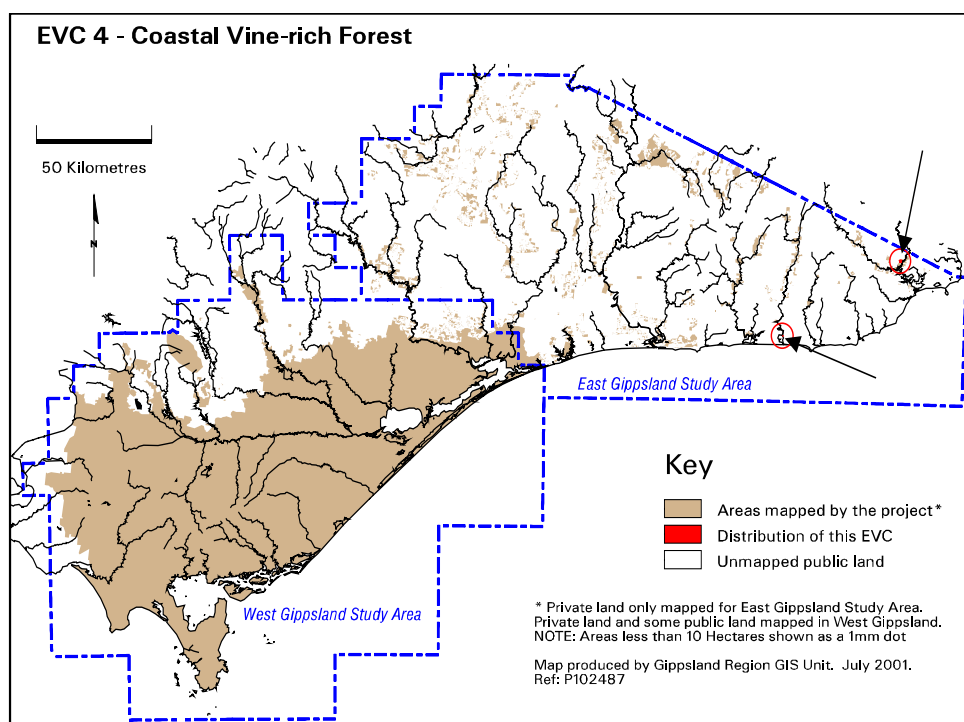 EVC 4 - Coastal Vine-rich Forest
50 Kilometres
N
East Gippsland Study Area
West Gippsland Study Area
Key
Areas mapped by the project*
Distribution of this EVC
Unmapped public land
* Private land only mapped for East Gippsland Study Area.
Private land and some public land mapped in West Gippsland.
NOTE: Areas less than 10 Hectares shown as a 1mm dot
Map produced by Gippsland Region GIS Unit. July 2001.
Ref: P102487